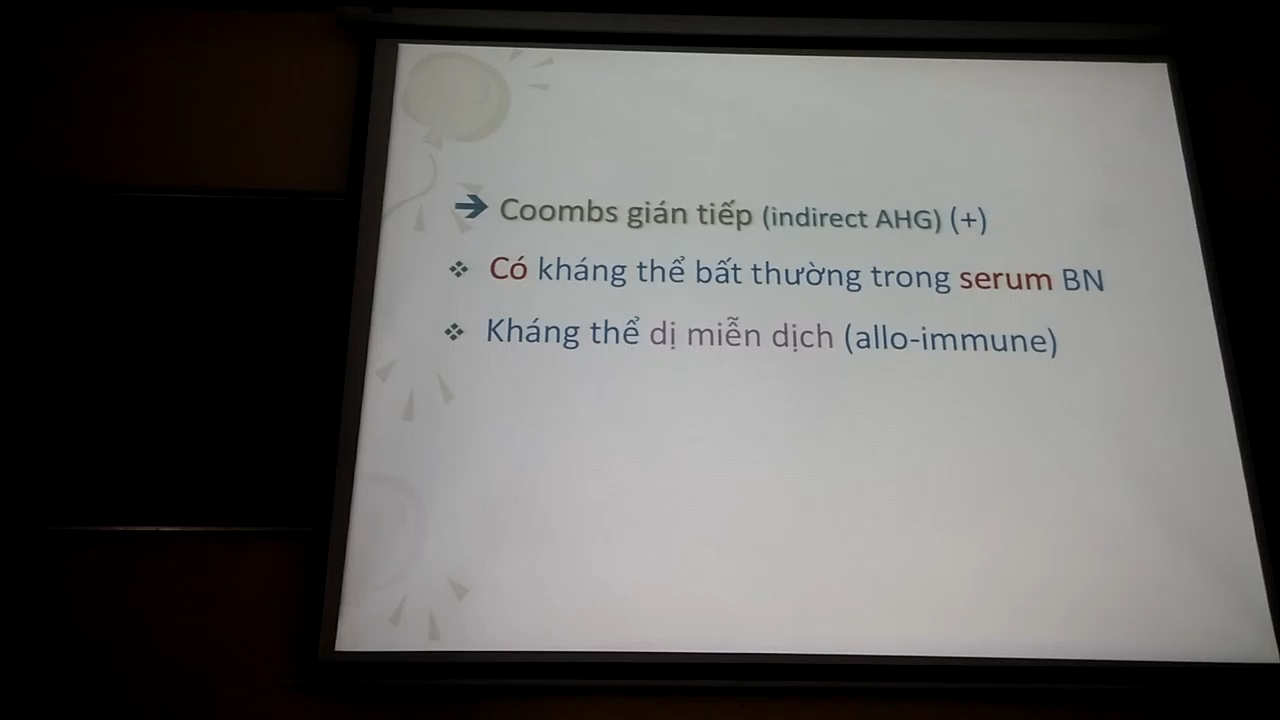 ➔ Coombs gián tiếp (indirect AHG) (+)
❖ Có kháng thể bất thường trong serum BN
❖ Kháng thể dị miễn dịch (allo-immune)